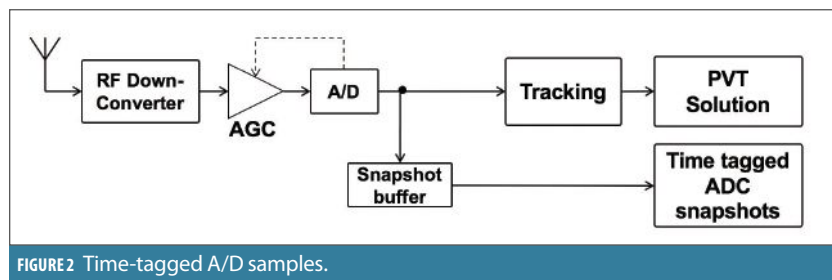 RF Down-
Converter
AGC
A/D
Tracking
PVT
Solution
Snapshot
buffer
Time tagged
ADC
snapshots
FIGURE 2 Time-tagged A/D samples.